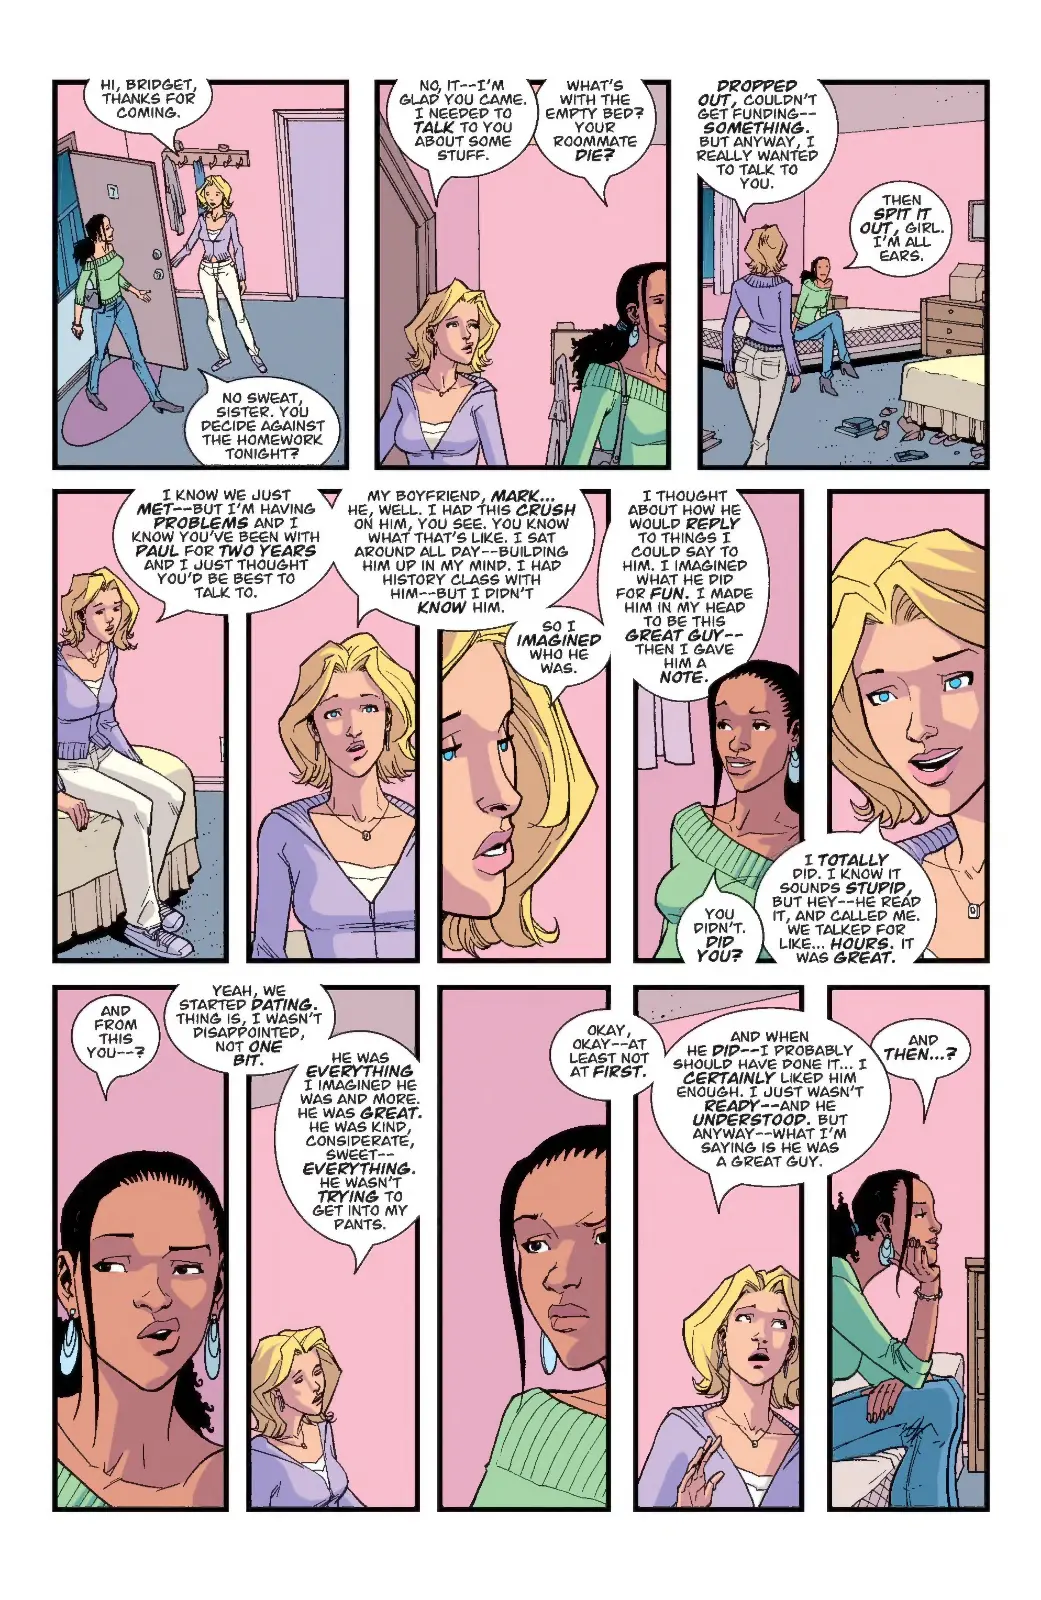 HI, BRIDGET,
THANKS FOR
COMING.
7
NO SWEAT,
SISTER. YOU
DECIDE AGAINST
THE HOMEWORK
TONIGHT?
NO, IT--I'M
GLAD YOU CAME.
I NEEDED TO
TALK TO YOU
ABOUT SOME
STUFF.
WHAT'S
WITH THE
EMPTY BED?
YOUR
ROOMMATE
DIE?
DROPPED
OUT, COULDN'T
GET FUNDING--
SOMETHING.
BUT ANYWAY, I
REALLY WANTED
TO TALK TO
YOU.
THEN
SPIT IT
OUT, GIRL.
I'M ALL
EARS.
I KNOW WE JUST
MET--BUT I'M HAVING
PROBLEMS AND I
KNOW YOU'VE BEEN WITH
PAUL FOR TWO YEARS
AND I JUST THOUGHT
YOU'D BE BEST TO
TALK TO.
MY BOYFRIEND, MARK...
HE, WELL. I HAD THIS CRUSH
ON HIM, YOU SEE. YOU KNOW
WHAT THAT'S LIKE. I SAT
AROUND ALL DAY--BUILDING
HIM UP IN MY MIND. I HAD
HISTORY CLASS WITH
HIM--BUT I DIDN'T
KNOW HIM.
SO I
IMAGINED
WHO HE
WAS.
I THOUGHT
ABOUT HOW HE
WOULD REPLY
TO THINGS I
COULD SAY TO
HIM. I IMAGINED
WHAT HE DID
FOR FUN. I MADE
HIM IN MY HEAD
TO BE THIS
GREAT GUY--
THEN I GAVE
HIM A
NOTE.
YOU
DIDN'T.
DID
YOU?
I TOTALLY
DID. I KNOW IT
SOUNDS STUPID,
BUT HEY--HE READ
IT, AND CALLED ME.
WE TALKED FOR
LIKE... HOURS. IT
WAS GREAT.
AND
FROM
THIS
YOU--?
YEAH, WE
STARTED DATING.
THING IS, I WASN'T
DISAPPOINTED,
NOT ONE
BIT.
HE WAS
EVERYTHING
I IMAGINED HE
WAS AND MORE.
HE WAS GREAT.
HE WAS KIND,
CONSIDERATE,
SWEET--
EVERYTHING.
HE WASN'T
TRYING TO
GET INTO MY
PANTS.
OKAY,
OKAY--AT
LEAST NOT
AT FIRST.
AND WHEN
HE DID--I PROBABLY
SHOULD HAVE DONE IT... I
CERTAINLY LIKED HIM
ENOUGH. I JUST WASN'T
READY--AND HE
UNDERSTOOD. BUT
ANYWAY--WHAT I'M
SAYING IS HE WAS
A GREAT GUY.
AND
THEN...?